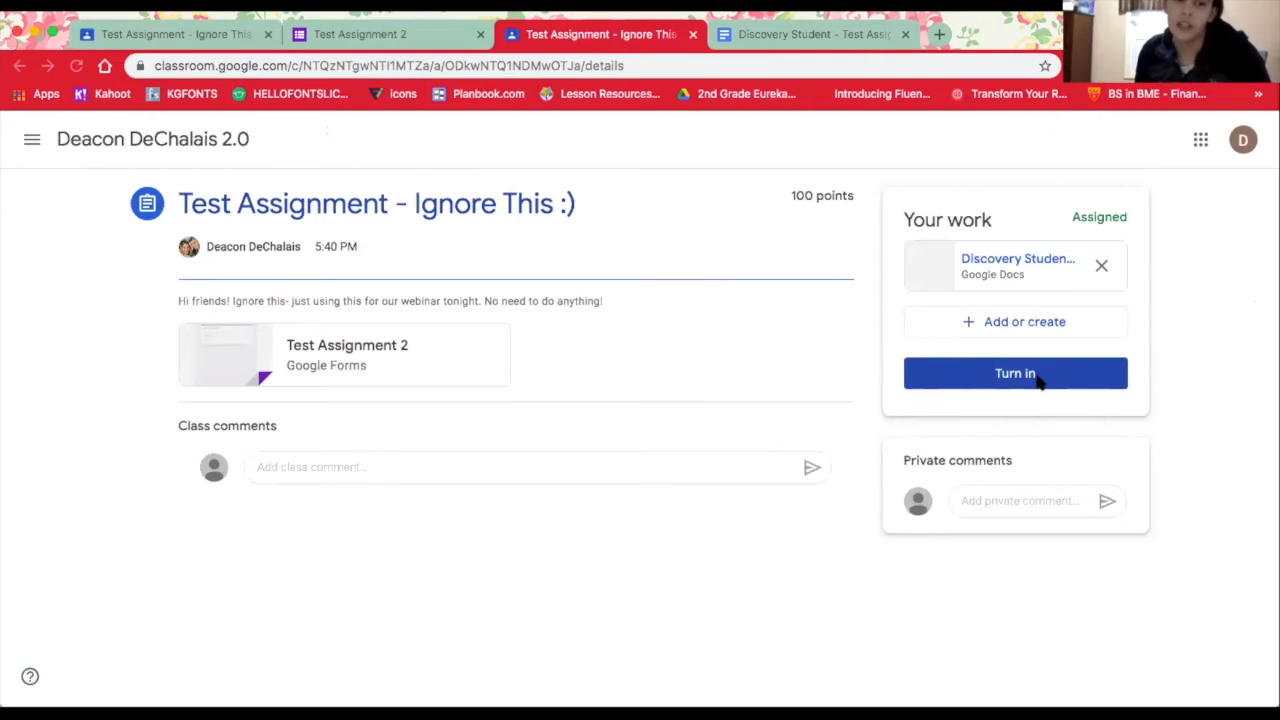 Test Assignment - Ignore This
Test Assignment 2
Test Assignment - Ignore This
Discovery Student - Test Assig
classroom.google.com/c/NTQzNTgwNTI1MTZa/a/ODkwNTQ1NDMwOTJa/details
Apps Kahoot KGFONTS HELLOFONTSLIC... icons Planbook.com Lesson Resources... 2nd Grade Eureka... Introducing Fluen... Transform Your R... BS in BME - Finan... »
Deacon DeChalais 2.0
D
Test Assignment - Ignore This :)
100 points
Deacon DeChalais 5:40 PM
Hi friends! Ignore this- just using this for our webinar tonight. No need to do anything!
Test Assignment 2
Google Forms
Class comments
Add class comment...
Your work
Assigned
Discovery Studen...
Google Docs
+ Add or create
Turn in
Private comments
Add private comment...